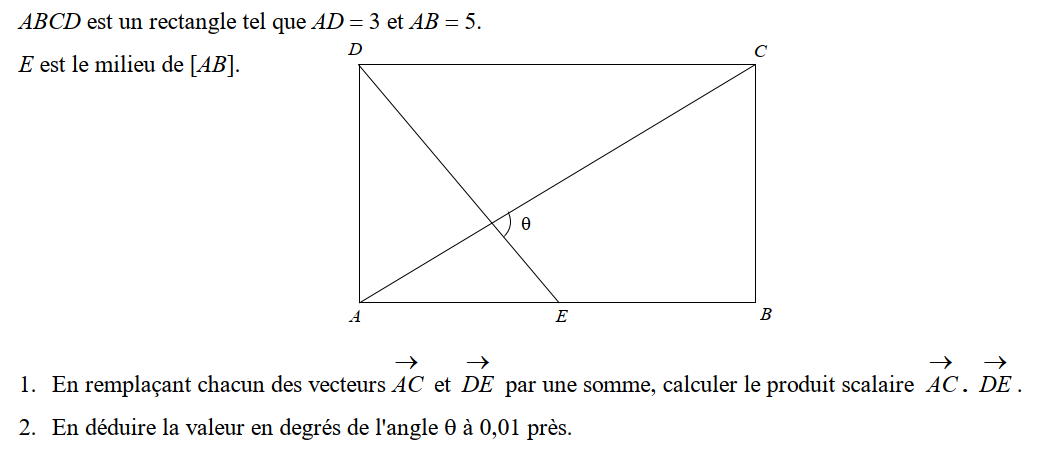 ABCD est un rectangle tel que AD = 3 et AB = 5.
E est le milieu de [AB].
D
C
θ
A
E
B
1. En remplaçant chacun des vecteurs →AC et →DE par une somme, calculer le produit scalaire →AC . →DE .
2. En déduire la valeur en degrés de l'angle θ à 0,01 près.